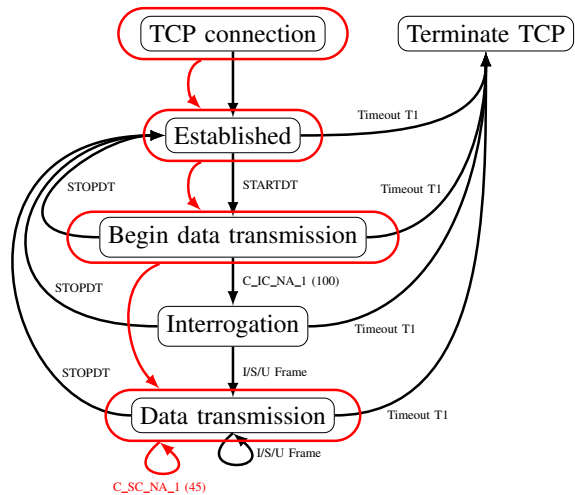 TCP connection
Terminate TCP
Timeout T1
Established
STOPDT
STARTDT
Timeout T1
Begin data transmission
C_IC_NA_1 (100)
STOPDT
Interrogation
Timeout T1
STOPDT
I/S/U Frame
Data transmission
Timeout T1
I/S/U Frame
C_SC_NA_1 (45)